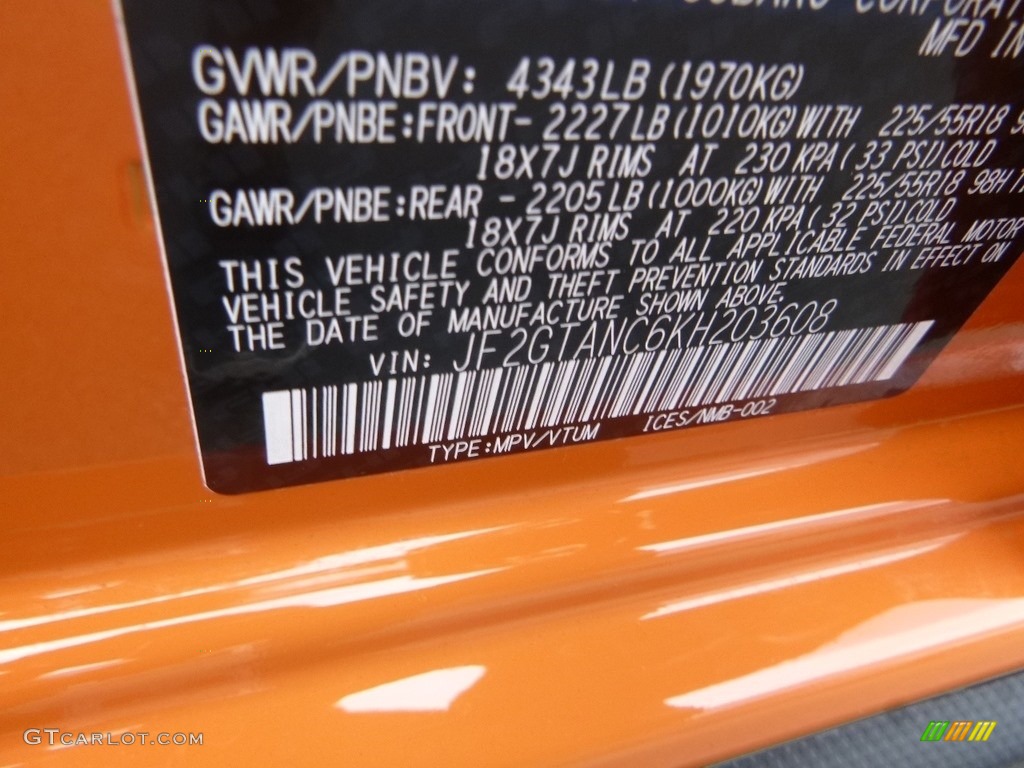 SUBARU CORPORAT
MFD IN
GVWR/PNBV: 4343LB (1970KG)
GAWR/PNBE:FRONT- 2227LB(1010KG)WITH 225/55R18 9
18X7J RIMS AT 230 KPA( 33 PSI)COLD
GAWR/PNBE:REAR - 2205LB(1000KG)WITH 225/55R18 98H T
18X7J RIMS AT 220 KPA( 32 PSI)COLD
THIS VEHICLE CONFORMS TO ALL APPLICABLE FEDERAL MOTOR
VEHICLE SAFETY AND THEFT PREVENTION STANDARDS IN EFFECT ON
THE DATE OF MANUFACTURE SHOWN ABOVE.
VIN: JF2GTANC6KH203608
TYPE:MPV/VTUM ICES/NMB-002
GTCARLOT.COM